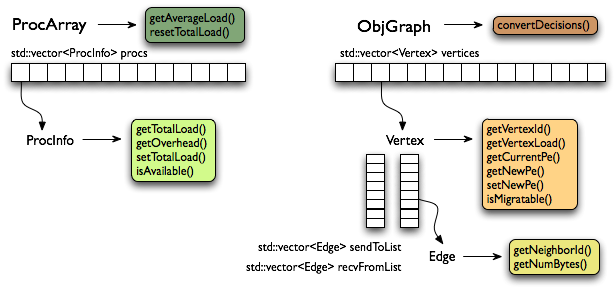 ProcArray
getAverageLoad()
resetTotalLoad()
std::vector<ProcInfo> procs
ProcInfo
getTotalLoad()
getOverhead()
setTotalLoad()
isAvailable()
ObjGraph
convertDecisions()
std::vector<Vertex> vertices
Vertex
getVertexId()
getVertexLoad()
getCurrentPe()
getNewPe()
setNewPe()
isMigratable()
std::vector<Edge> sendToList
std::vector<Edge> recvFromList
Edge
getNeighborId()
getNumBytes()